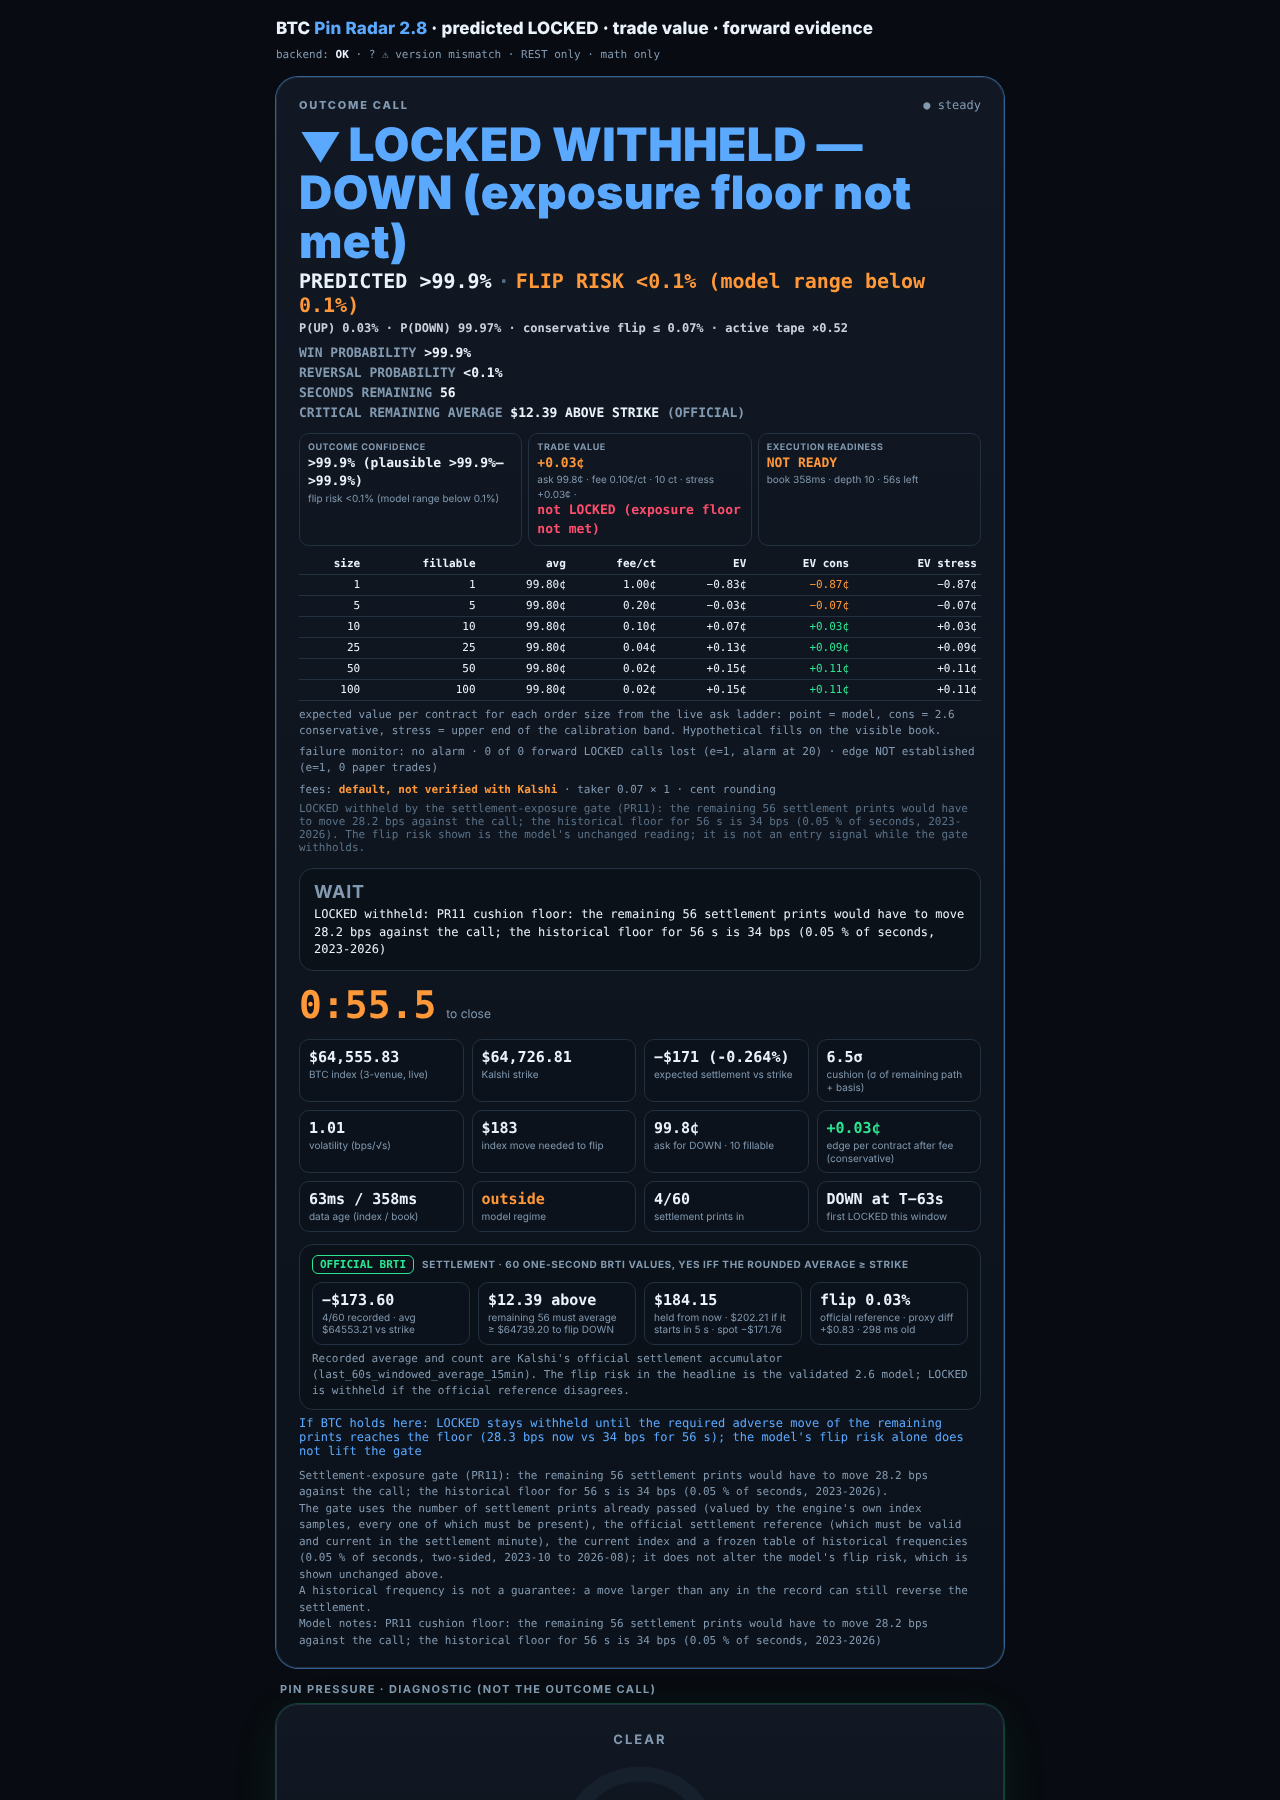 BTC Pin Radar 2.8 · predicted LOCKED · trade value · forward evidence
backend: OK · ? ⚠ version mismatch · REST only · math only
OUTCOME CALL
● steady
▼LOCKED WITHHELD —
DOWN (exposure floor not
met)
PREDICTED >99.9% · FLIP RISK <0.1% (model range below
0.1%)
P(UP) 0.03% · P(DOWN) 99.97% · conservative flip ≤ 0.07% · active tape ×0.52
WIN PROBABILITY >99.9%
REVERSAL PROBABILITY <0.1%
SECONDS REMAINING 56
CRITICAL REMAINING AVERAGE $12.39 ABOVE STRIKE (OFFICIAL)
OUTCOME CONFIDENCE
>99.9% (plausible >99.9%–
>99.9%)
flip risk <0.1% (model range below 0.1%)
TRADE VALUE
+0.03¢
ask 99.8¢ · fee 0.10¢/ct · 10 ct · stress
+0.03¢ ·
not LOCKED (exposure floor
not met)
EXECUTION READINESS
NOT READY
book 358ms · depth 10 · 56s left
size fillable avg fee/ct EV EV cons EV stress
1 1 99.80¢ 1.00¢ −0.83¢ −0.87¢ −0.87¢
5 5 99.80¢ 0.20¢ −0.03¢ −0.07¢ −0.07¢
10 10 99.80¢ 0.10¢ +0.07¢ +0.03¢ +0.03¢
25 25 99.80¢ 0.04¢ +0.13¢ +0.09¢ +0.09¢
50 50 99.80¢ 0.02¢ +0.15¢ +0.11¢ +0.11¢
100 100 99.80¢ 0.02¢ +0.15¢ +0.11¢ +0.11¢
expected value per contract for each order size from the live ask ladder: point = model, cons = 2.6
conservative, stress = upper end of the calibration band. Hypothetical fills on the visible book.
failure monitor: no alarm · 0 of 0 forward LOCKED calls lost (e=1, alarm at 20) · edge NOT established
(e=1, 0 paper trades)
fees: default, not verified with Kalshi · taker 0.07 × 1 · cent rounding
LOCKED withheld by the settlement-exposure gate (PR11): the remaining 56 settlement prints would have
to move 28.2 bps against the call; the historical floor for 56 s is 34 bps (0.05 % of seconds, 2023-
2026). The flip risk shown is the model's unchanged reading; it is not an entry signal while the gate
withholds.
WAIT
LOCKED withheld: PR11 cushion floor: the remaining 56 settlement prints would have to move
28.2 bps against the call; the historical floor for 56 s is 34 bps (0.05 % of seconds,
2023-2026)
0:55.5 to close
$64,555.83
BTC index (3-venue, live)
$64,726.81
Kalshi strike
−$171 (-0.264%)
expected settlement vs strike
6.5σ
cushion (σ of remaining path
+ basis)
1.01
volatility (bps/√s)
$183
index move needed to flip
99.8¢
ask for DOWN · 10 fillable
+0.03¢
edge per contract after fee
(conservative)
63ms / 358ms
data age (index / book)
outside
model regime
4/60
settlement prints in
DOWN at T−63s
first LOCKED this window
OFFICIAL BRTI SETTLEMENT · 60 ONE-SECOND BRTI VALUES, YES IFF THE ROUNDED AVERAGE ≥ STRIKE
−$173.60
4/60 recorded · avg
$64553.21 vs strike
$12.39 above
remaining 56 must average
≥ $64739.20 to flip DOWN
$184.15
held from now · $202.21 if it
starts in 5 s · spot −$171.76
flip 0.03%
official reference · proxy diff
+$0.83 · 298 ms old
Recorded average and count are Kalshi's official settlement accumulator
(last_60s_windowed_average_15min). The flip risk in the headline is the validated 2.6 model; LOCKED
is withheld if the official reference disagrees.
If BTC holds here: LOCKED stays withheld until the required adverse move of the remaining
prints reaches the floor (28.3 bps now vs 34 bps for 56 s); the model's flip risk alone does
not lift the gate
Settlement-exposure gate (PR11): the remaining 56 settlement prints would have to move 28.2 bps
against the call; the historical floor for 56 s is 34 bps (0.05 % of seconds, 2023-2026).
The gate uses the number of settlement prints already passed (valued by the engine's own index
samples, every one of which must be present), the official settlement reference (which must be valid
and current in the settlement minute), the current index and a frozen table of historical frequencies
(0.05 % of seconds, two-sided, 2023-10 to 2026-08); it does not alter the model's flip risk, which is
shown unchanged above.
A historical frequency is not a guarantee: a move larger than any in the record can still reverse the
settlement.
Model notes: PR11 cushion floor: the remaining 56 settlement prints would have to move 28.2 bps
against the call; the historical floor for 56 s is 34 bps (0.05 % of seconds, 2023-2026)
PIN PRESSURE · DIAGNOSTIC (NOT THE OUTCOME CALL)
CLEAR